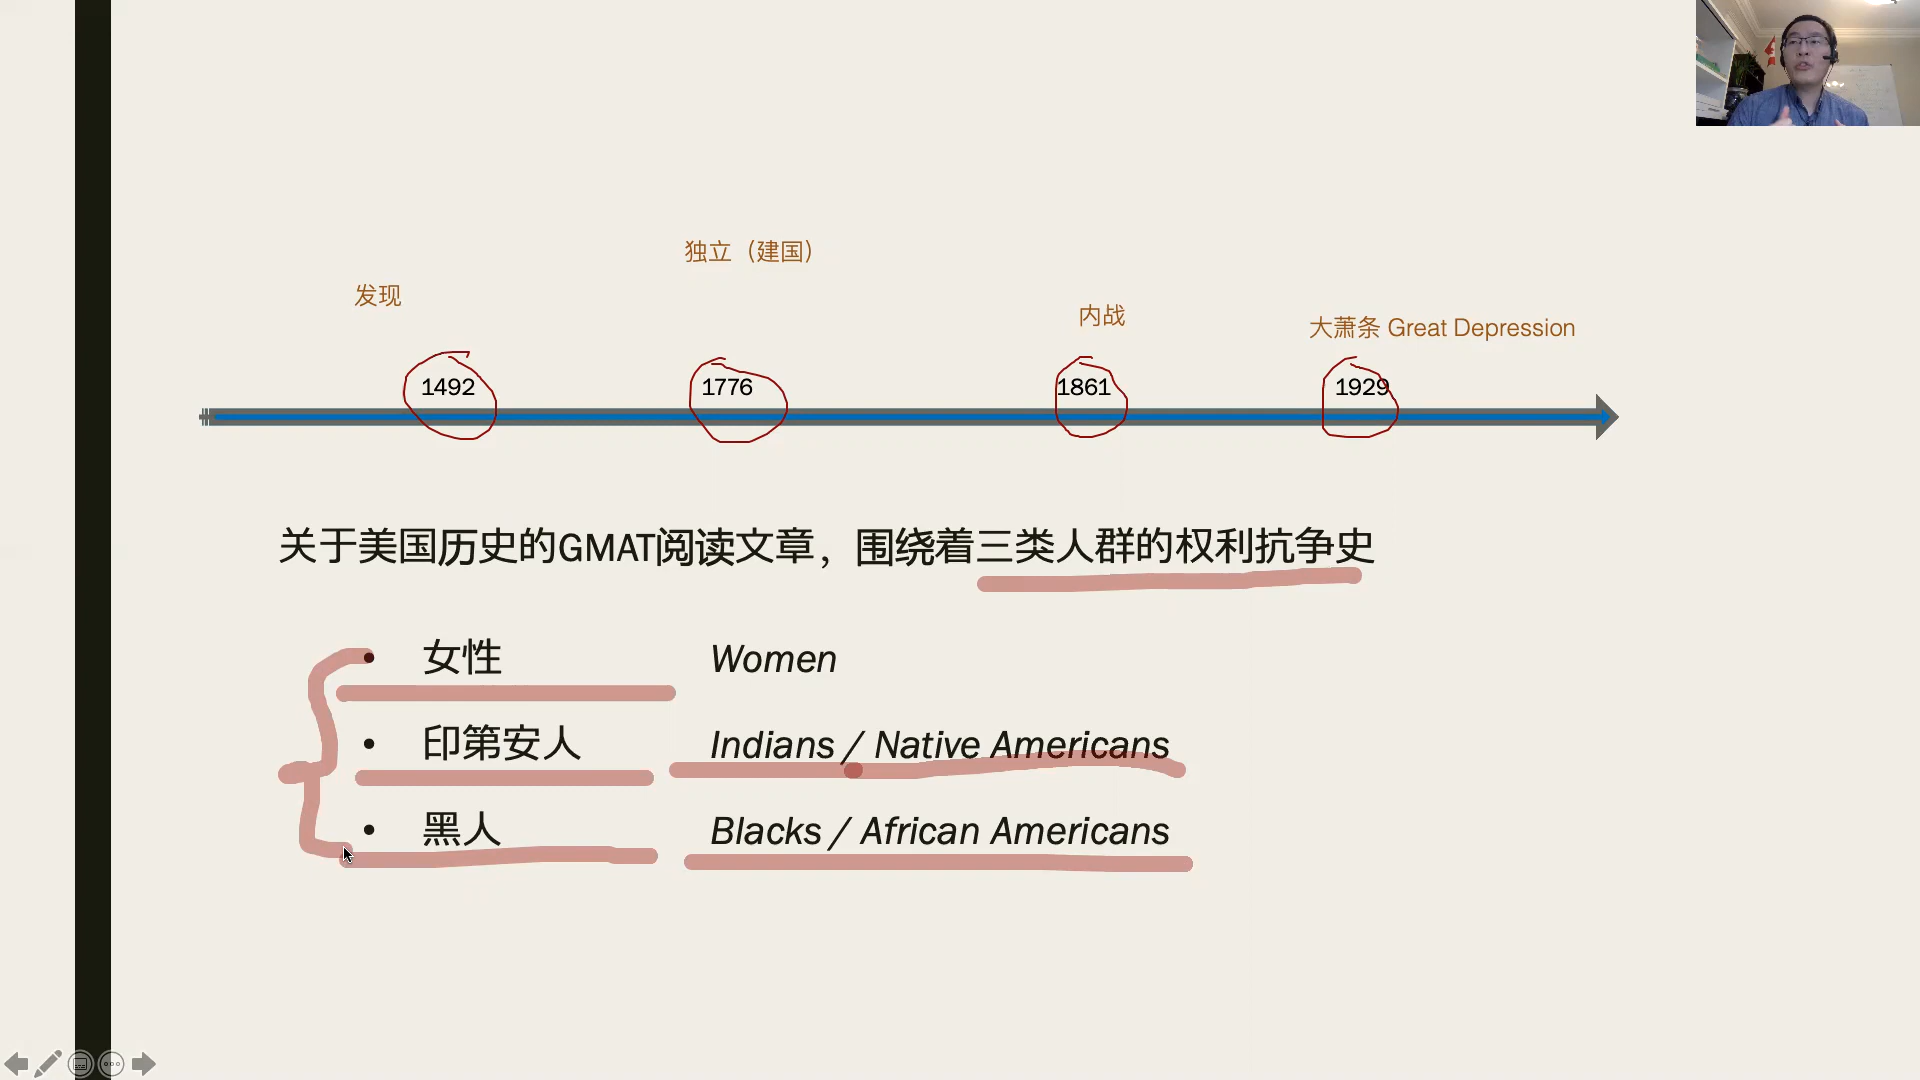 独立（建国）
发现
内战
大萧条 Great Depression
1492
1776
1861
1929
关于美国历史的GMAT阅读文章，围绕着三类人群的权利抗争史
• 女性 Women
• 印第安人 Indians / Native Americans
• 黑人 Blacks / African Americans